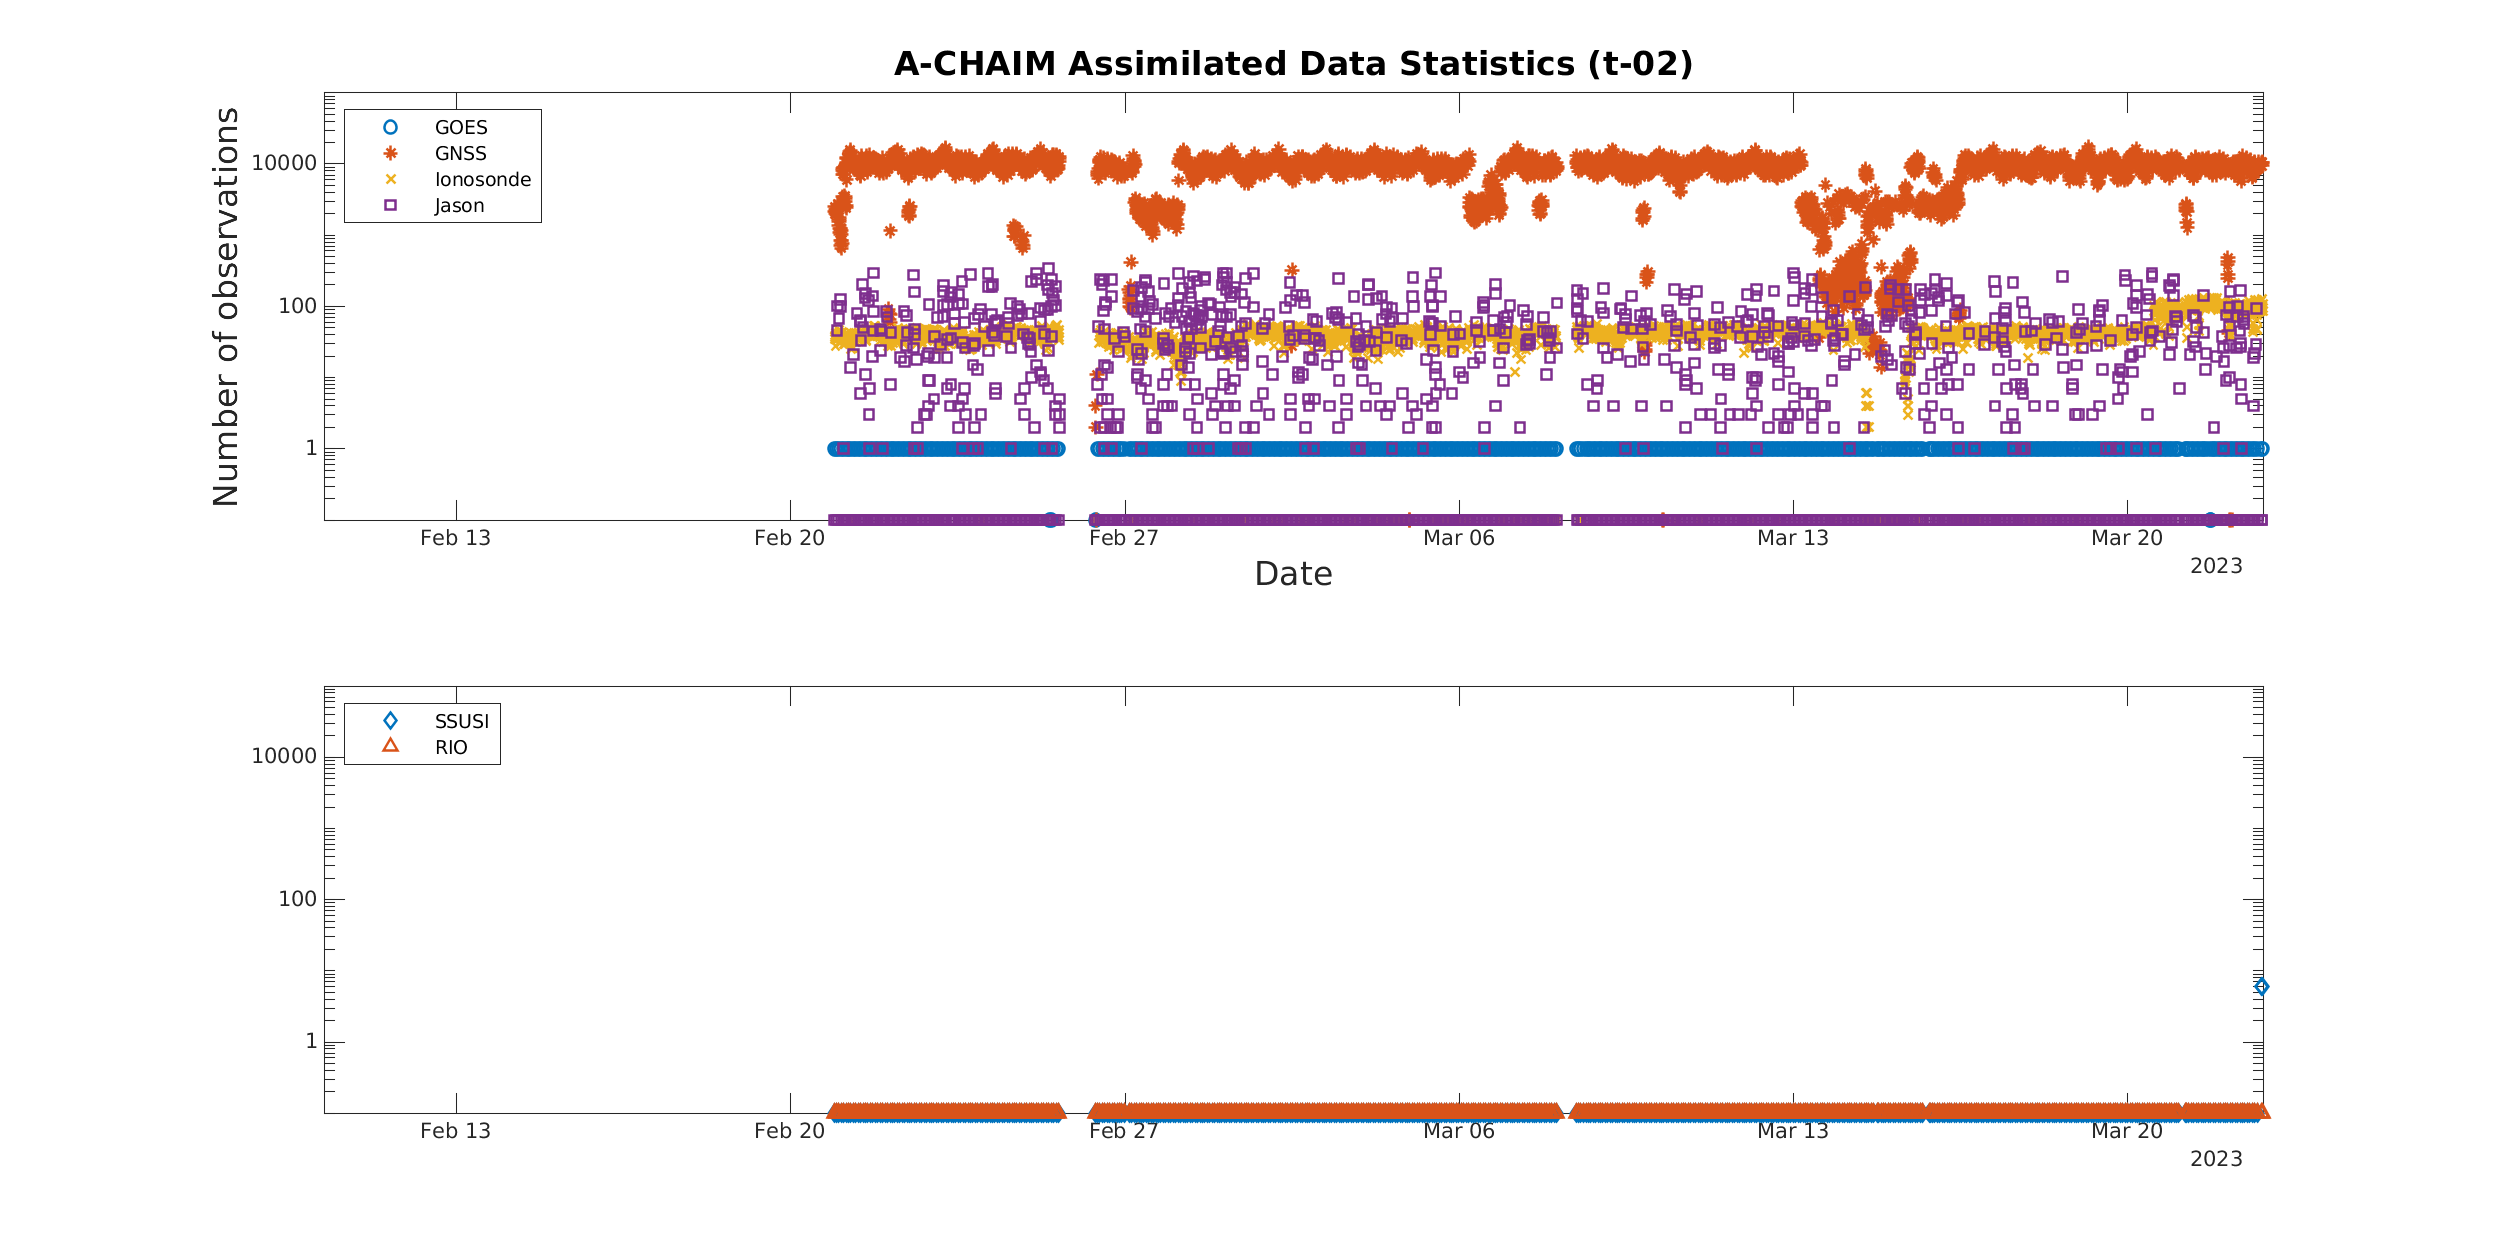 A-CHAIM Assimilated Data Statistics (t-02)
GOES
GNSS
Ionosonde
Jason
Number of observations
10000
100
1
Feb 13
Feb 20
Feb 27
Mar 06
Mar 13
Mar 20
2023
Date
SSUSI
RIO
10000
100
1
Feb 13
Feb 20
Feb 27
Mar 06
Mar 13
Mar 20
2023